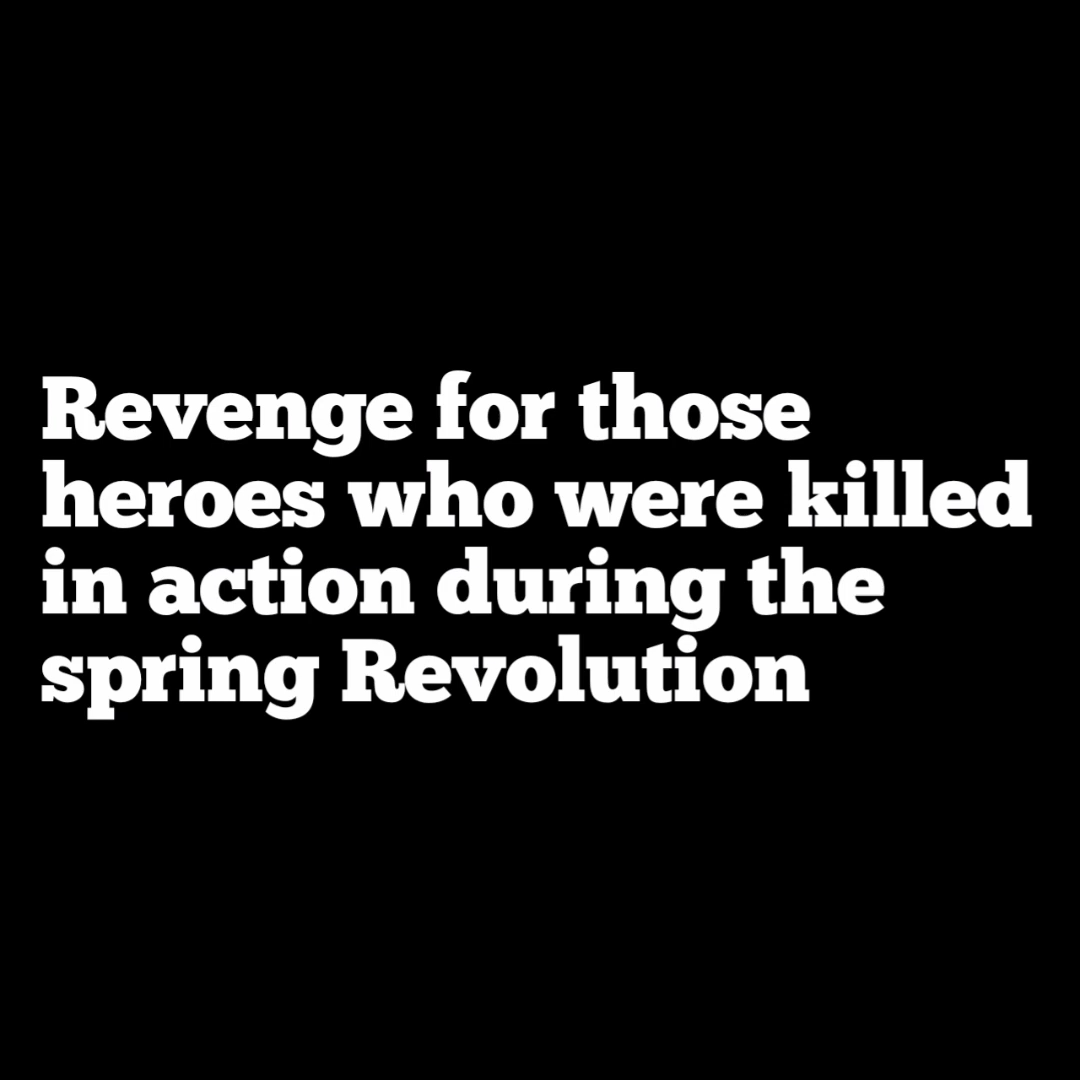 Revenge for those
heroes who were killed
in action during the
spring Revolution